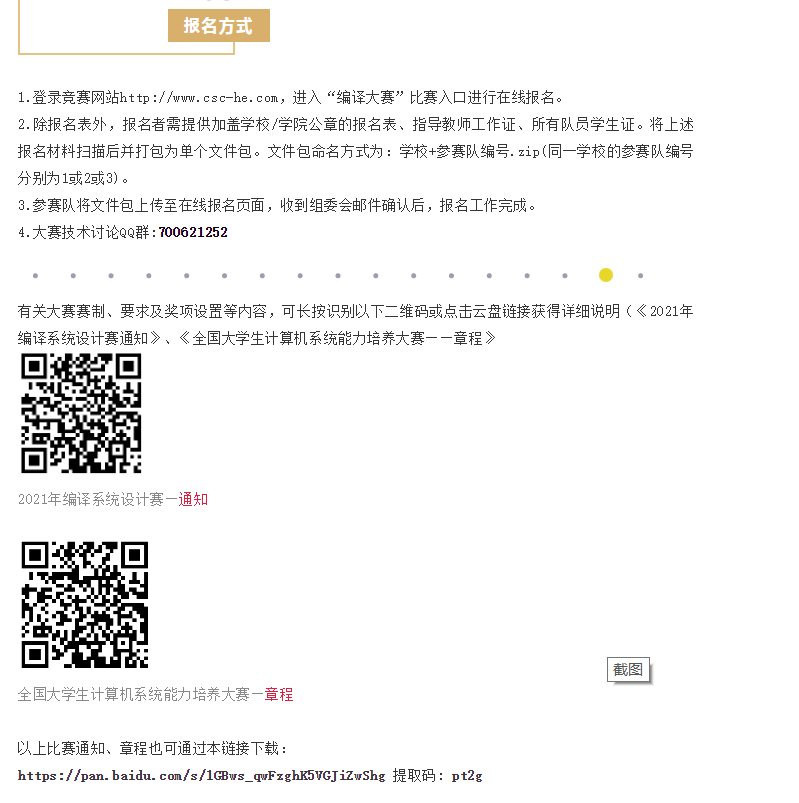 报名方式
1.登录竞赛网站http://www.csc-he.com，进入“编译大赛”比赛入口进行在线报名。
2.除报名表外，报名者需提供加盖学校/学院公章的报名表、指导教师工作证、所有队员学生证。将上述
报名材料扫描后并打包为单个文件包。文件包命名方式为：学校+参赛队编号.zip(同一学校的参赛队编号
分别为1或2或3)。
3.参赛队将文件包上传至在线报名页面，收到组委会邮件确认后，报名工作完成。
4.大赛技术讨论QQ群:700621252
有关大赛赛制、要求及奖项设置等内容，可长按识别以下二维码或点击云盘链接获得详细说明（《2021年
编译系统设计赛通知》、《全国大学生计算机系统能力培养大赛——章程》
2021年编译系统设计赛—通知
截图
全国大学生计算机系统能力培养大赛—章程
以上比赛通知、章程也可通过本链接下载：
https://pan.baidu.com/s/1GBws_qwFzghK5VGJiZwShg 提取码: pt2g